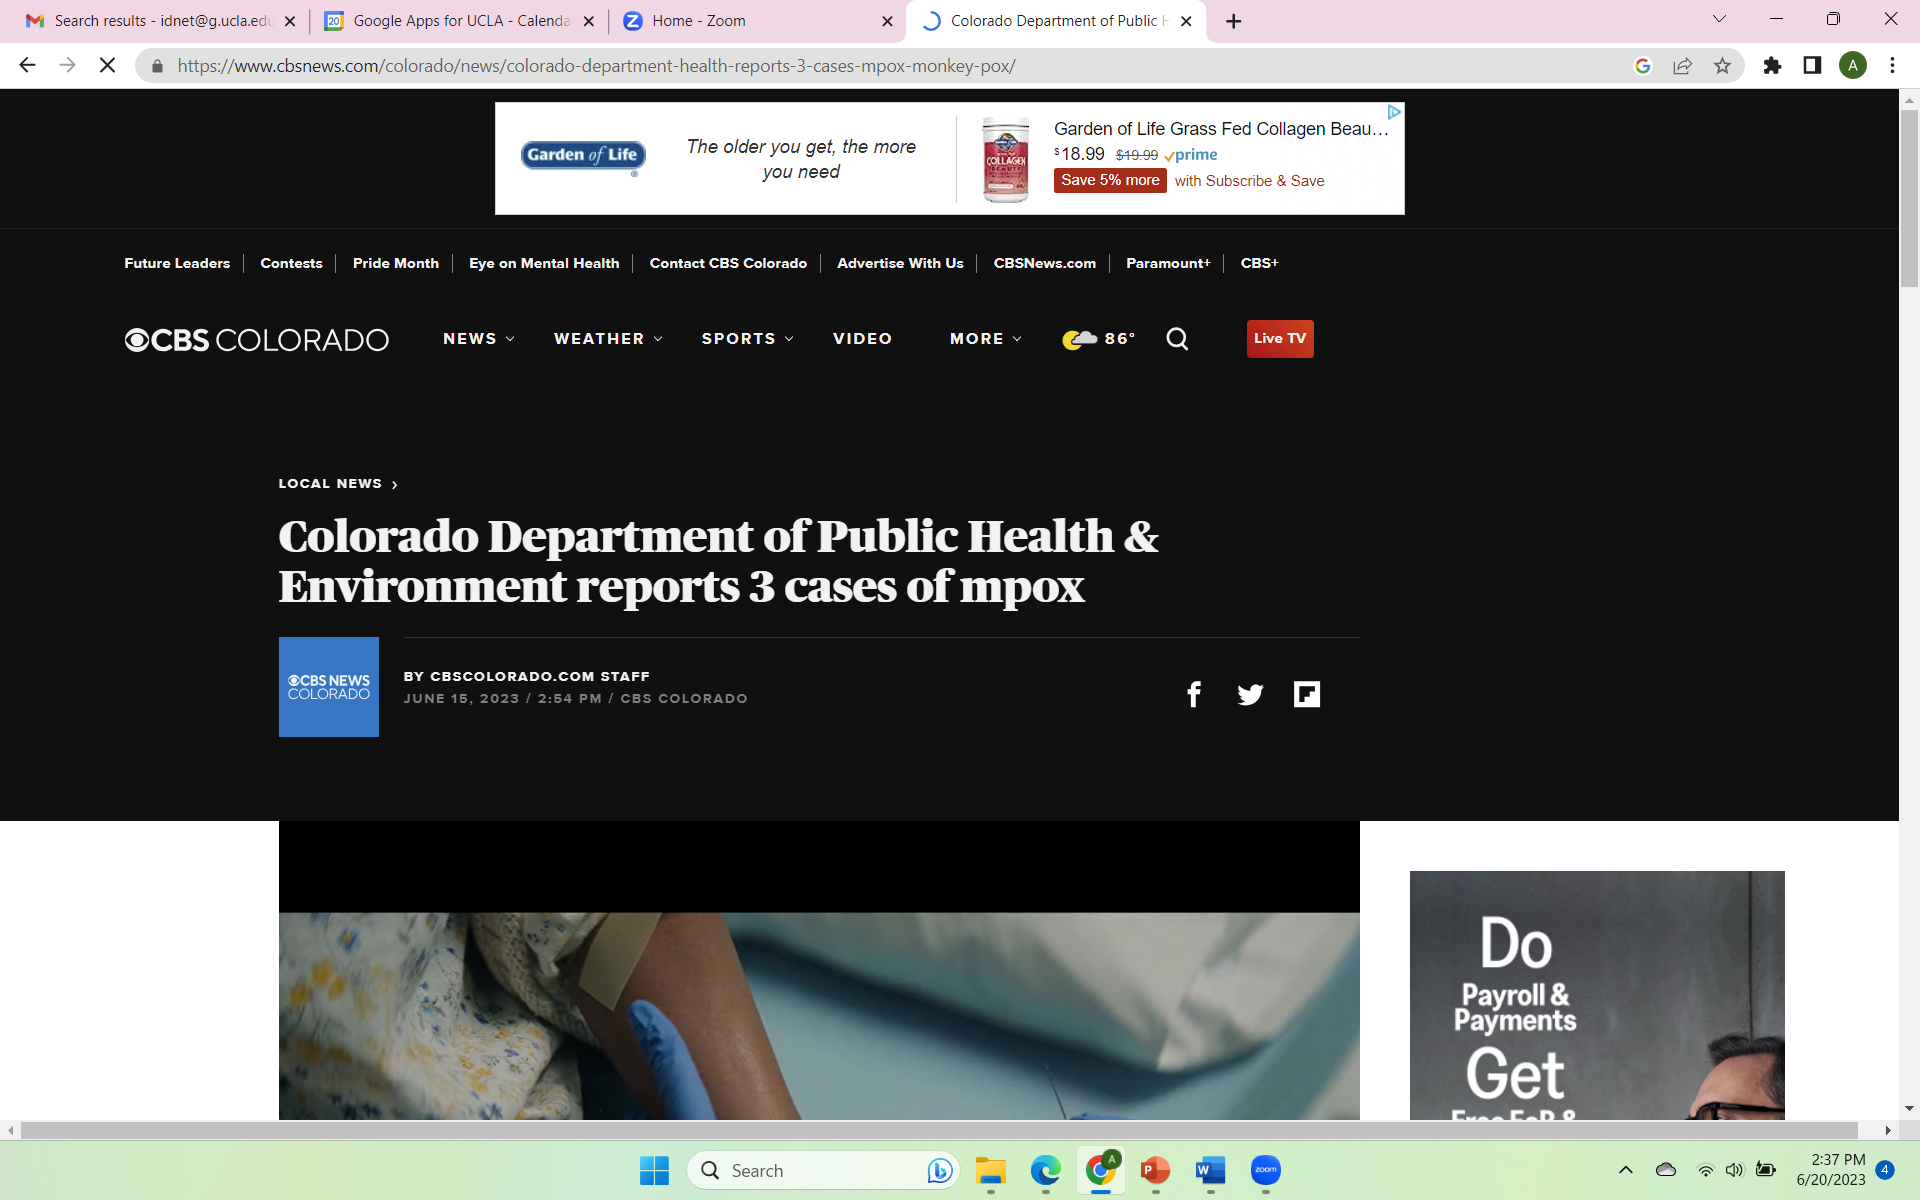 Search results - idnet@g.ucla.edu
Google Apps for UCLA - Calenda
Home - Zoom
Colorado Department of Public H
https://www.cbsnews.com/colorado/news/colorado-department-health-reports-3-cases-mpox-monkey-pox/
A
Garden of Life
The older you get, the more
you need
COLLAGEN
BEAUTY
Garden of Life Grass Fed Collagen Beau…
$18.99 $19.99 prime
Save 5% more with Subscribe & Save
Future Leaders
Contests
Pride Month
Eye on Mental Health
Contact CBS Colorado
Advertise With Us
CBSNews.com
Paramount+
CBS+
CBS COLORADO
NEWS
WEATHER
SPORTS
VIDEO
MORE
86°
Live TV
LOCAL NEWS
Colorado Department of Public Health &
Environment reports 3 cases of mpox
CBS NEWS
COLORADO
BY CBSCOLORADO.COM STAFF
JUNE 15, 2023 / 2:54 PM / CBS COLORADO
Do
Payroll &
Payments
Get
Search
zoom
2:37 PM
6/20/2023
4